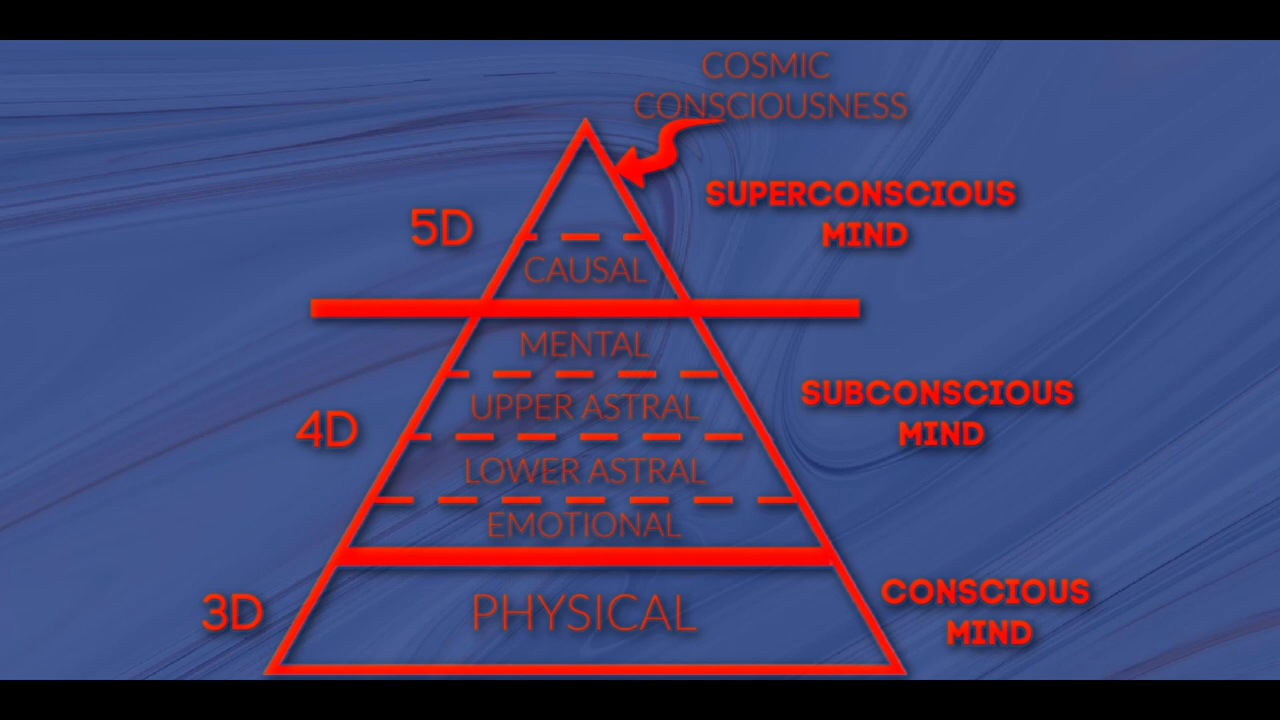 COSMIC
CONSCIOUSNESS
SUPERCONSCIOUS
MIND
5D
CAUSAL
MENTAL
UPPER ASTRAL
SUBCONSCIOUS
MIND
4D
LOWER ASTRAL
EMOTIONAL
3D
PHYSICAL
CONSCIOUS
MIND